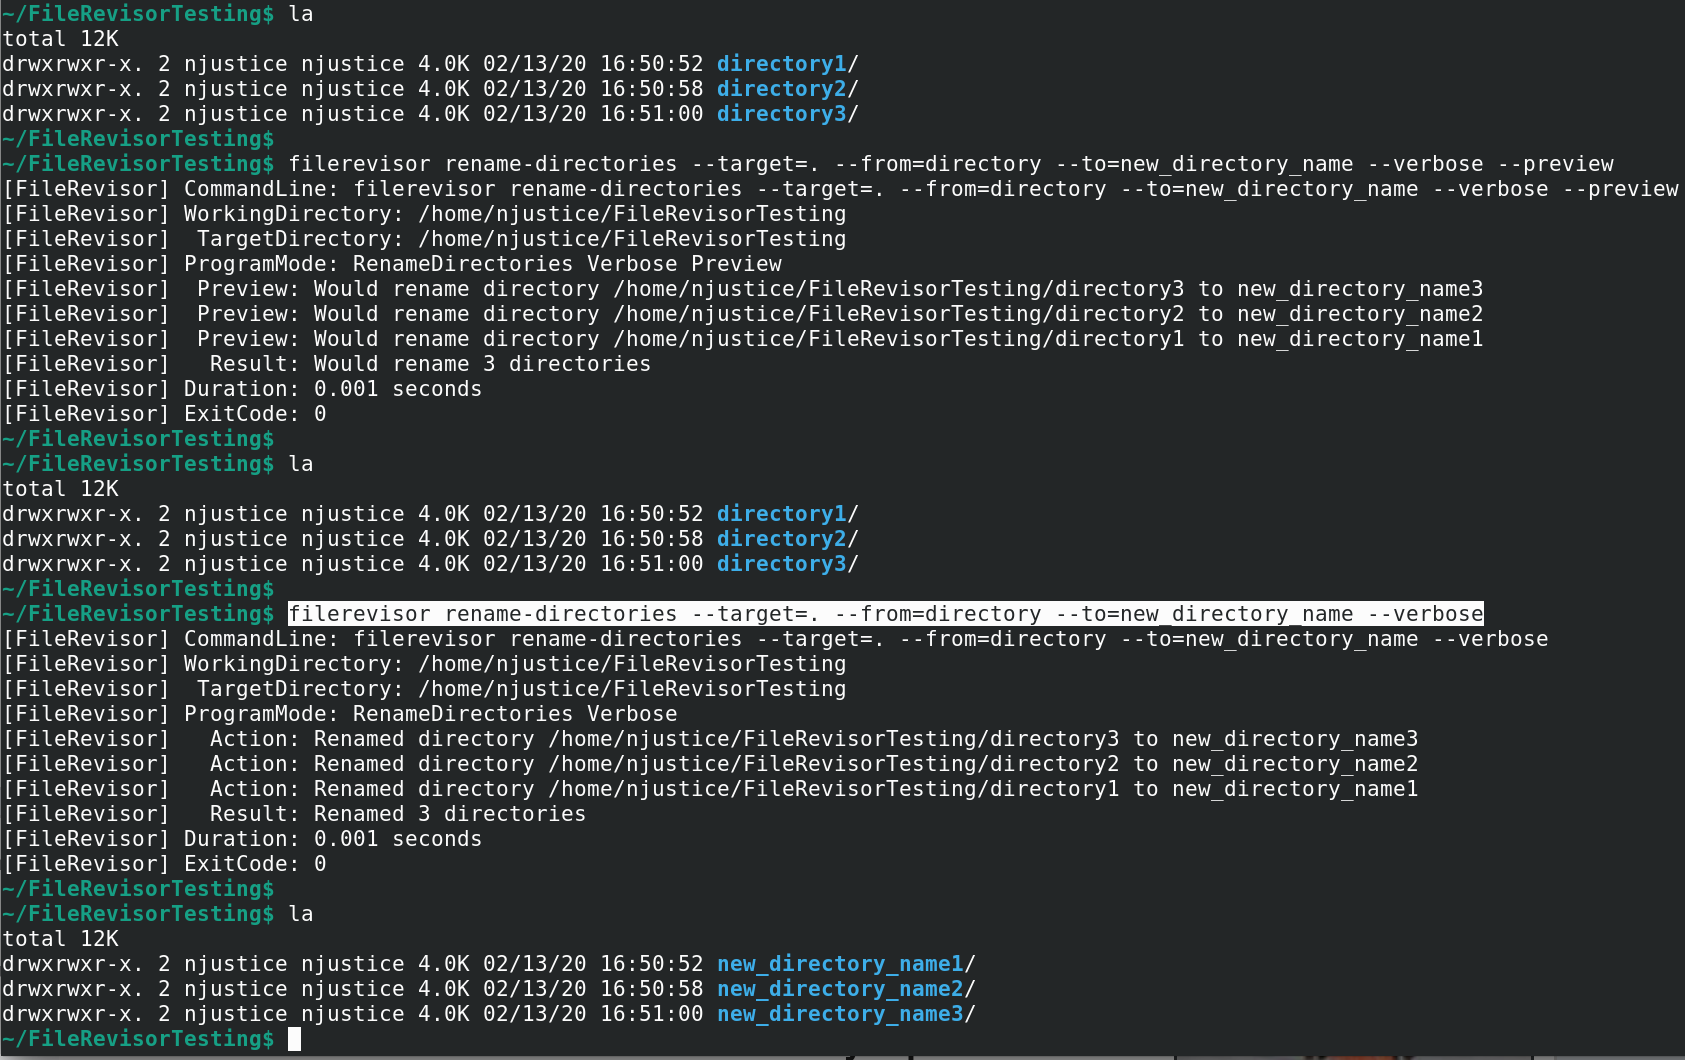 ~/FileRevisorTesting$ la
total 12K
drwxrwxr-x. 2 njustice njustice 4.0K 02/13/20 16:50:52 directory1/
drwxrwxr-x. 2 njustice njustice 4.0K 02/13/20 16:50:58 directory2/
drwxrwxr-x. 2 njustice njustice 4.0K 02/13/20 16:51:00 directory3/
~/FileRevisorTesting$
~/FileRevisorTesting$ filerevisor rename-directories --target=. --from=directory --to=new_directory_name --verbose --preview
[FileRevisor] CommandLine: filerevisor rename-directories --target=. --from=directory --to=new_directory_name --verbose --preview
[FileRevisor] WorkingDirectory: /home/njustice/FileRevisorTesting
[FileRevisor]  TargetDirectory: /home/njustice/FileRevisorTesting
[FileRevisor] ProgramMode: RenameDirectories Verbose Preview
[FileRevisor]  Preview: Would rename directory /home/njustice/FileRevisorTesting/directory3 to new_directory_name3
[FileRevisor]  Preview: Would rename directory /home/njustice/FileRevisorTesting/directory2 to new_directory_name2
[FileRevisor]  Preview: Would rename directory /home/njustice/FileRevisorTesting/directory1 to new_directory_name1
[FileRevisor]   Result: Would rename 3 directories
[FileRevisor] Duration: 0.001 seconds
[FileRevisor] ExitCode: 0
~/FileRevisorTesting$
~/FileRevisorTesting$ la
total 12K
drwxrwxr-x. 2 njustice njustice 4.0K 02/13/20 16:50:52 directory1/
drwxrwxr-x. 2 njustice njustice 4.0K 02/13/20 16:50:58 directory2/
drwxrwxr-x. 2 njustice njustice 4.0K 02/13/20 16:51:00 directory3/
~/FileRevisorTesting$
~/FileRevisorTesting$ filerevisor rename-directories --target=. --from=directory --to=new_directory_name --verbose
[FileRevisor] CommandLine: filerevisor rename-directories --target=. --from=directory --to=new_directory_name --verbose
[FileRevisor] WorkingDirectory: /home/njustice/FileRevisorTesting
[FileRevisor]  TargetDirectory: /home/njustice/FileRevisorTesting
[FileRevisor] ProgramMode: RenameDirectories Verbose
[FileRevisor]   Action: Renamed directory /home/njustice/FileRevisorTesting/directory3 to new_directory_name3
[FileRevisor]   Action: Renamed directory /home/njustice/FileRevisorTesting/directory2 to new_directory_name2
[FileRevisor]   Action: Renamed directory /home/njustice/FileRevisorTesting/directory1 to new_directory_name1
[FileRevisor]   Result: Renamed 3 directories
[FileRevisor] Duration: 0.001 seconds
[FileRevisor] ExitCode: 0
~/FileRevisorTesting$
~/FileRevisorTesting$ la
total 12K
drwxrwxr-x. 2 njustice njustice 4.0K 02/13/20 16:50:52 new_directory_name1/
drwxrwxr-x. 2 njustice njustice 4.0K 02/13/20 16:50:58 new_directory_name2/
drwxrwxr-x. 2 njustice njustice 4.0K 02/13/20 16:51:00 new_directory_name3/
~/FileRevisorTesting$